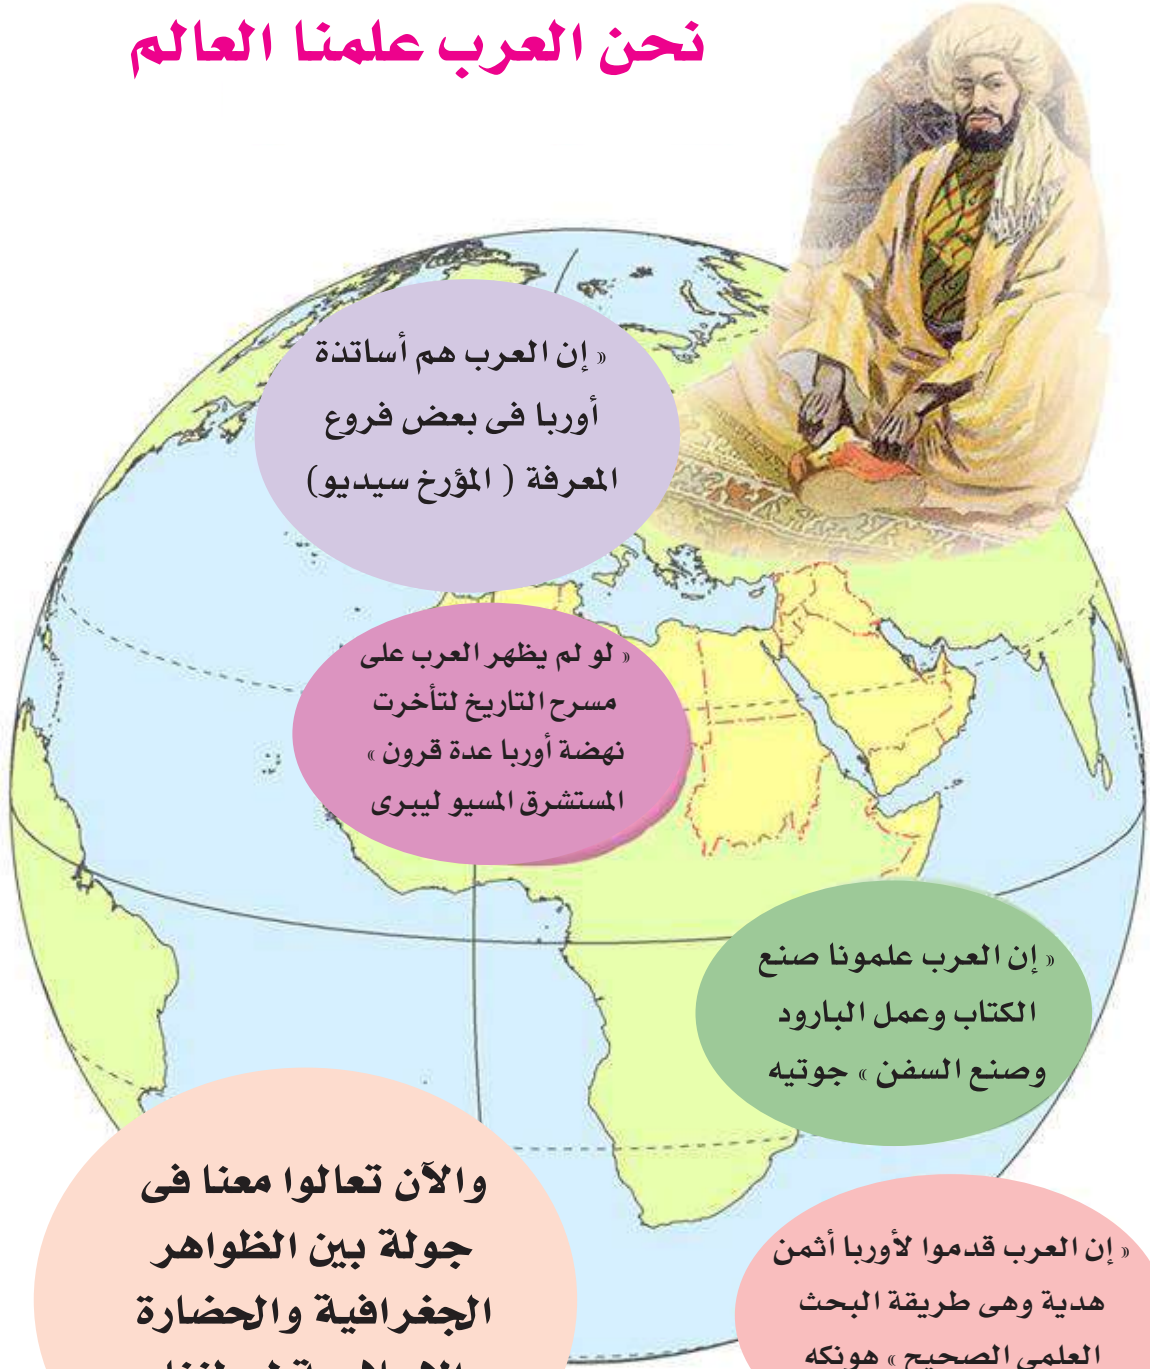 نحن العرب علمنا العالم
« إن العرب هم أساتذة
أوربا فى بعض فروع
المعرفة ( المؤرخ سيديو)
« لو لم يظهر العرب على
مسرح التاريخ لتأخرت
نهضة أوربا عدة قرون »
المستشرق المسيو ليبرى
« إن العرب علمونا صنع
الكتاب وعمل البارود
وصنع السفن » جوتيه
« إن العرب قدموا لأوربا أثمن
هدية وهى طريقة البحث
العلمى الصحيح » هونكه
والآن تعالوا معنا فى
جولة بين الظواهر
الجغرافية والحضارة